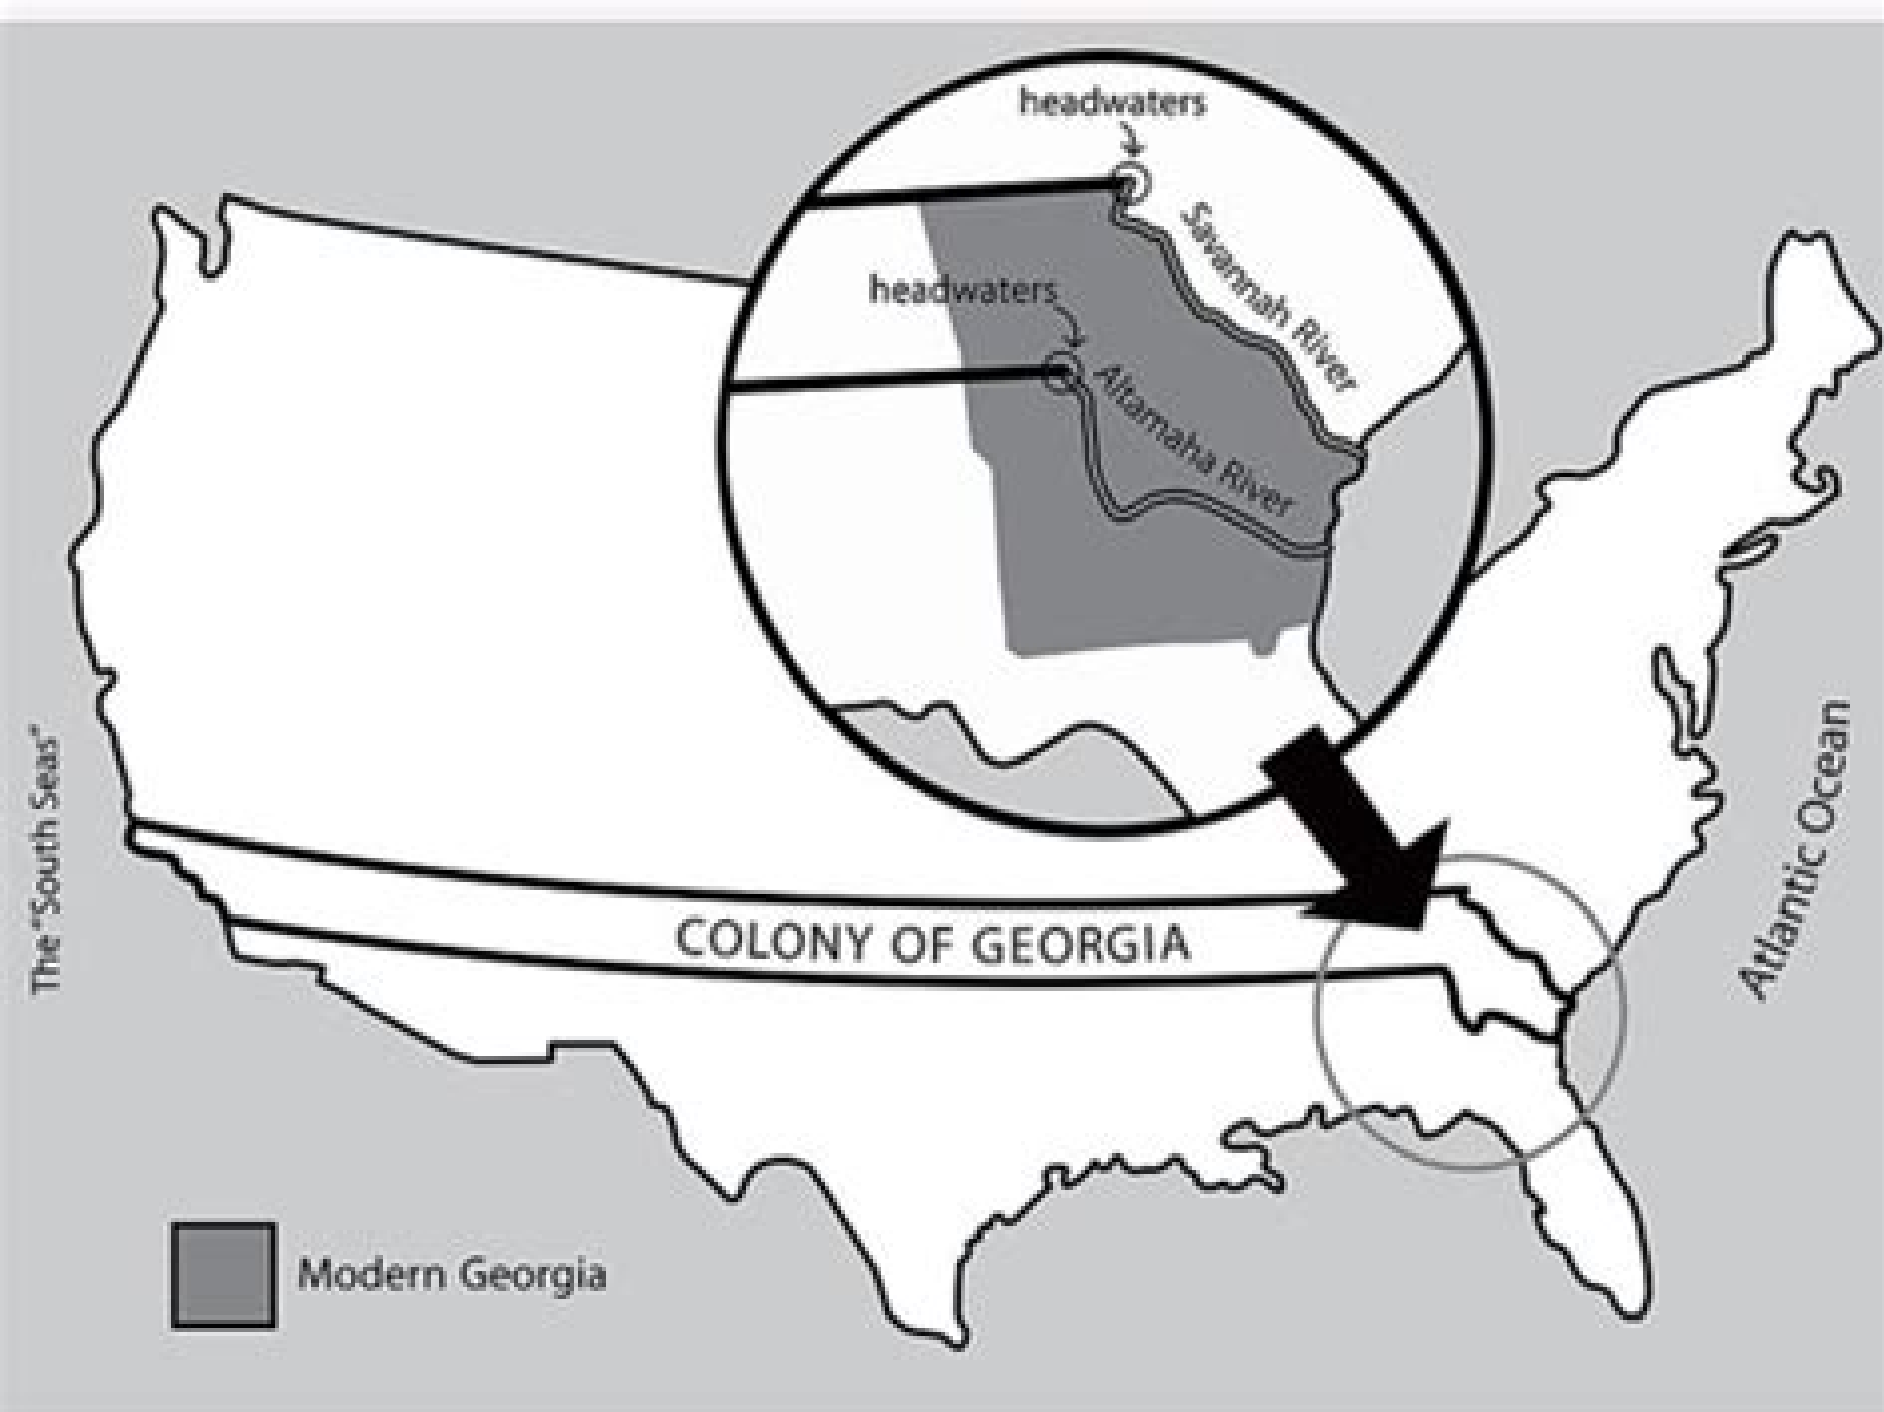 headwaters
Savannah River
headwaters
Altamaha River
The "South Seas"
Atlantic Ocean
COLONY OF GEORGIA
Modern Georgia